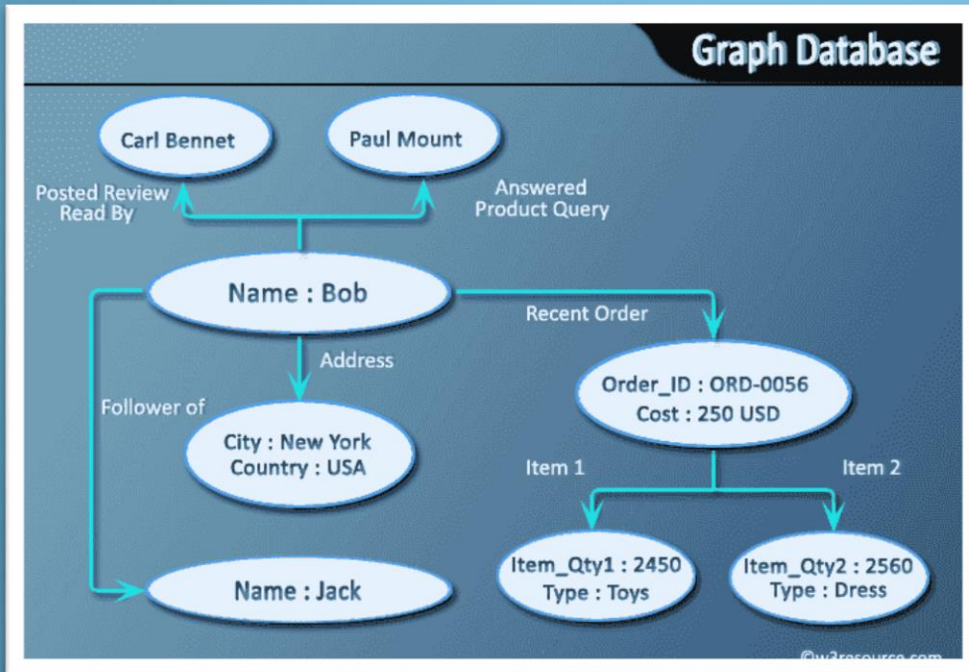 Graph Database
Carl Bennet
Paul Mount
Posted Review
Read By
Answered
Product Query
Name : Bob
Recent Order
Address
Order_ID : ORD-0056
Cost : 250 USD
Follower of
City : New York
Country : USA
Item 1
Item 2
Item_Qty1 : 2450
Type : Toys
Item_Qty2 : 2560
Type : Dress
Name : Jack
©w3resource.com